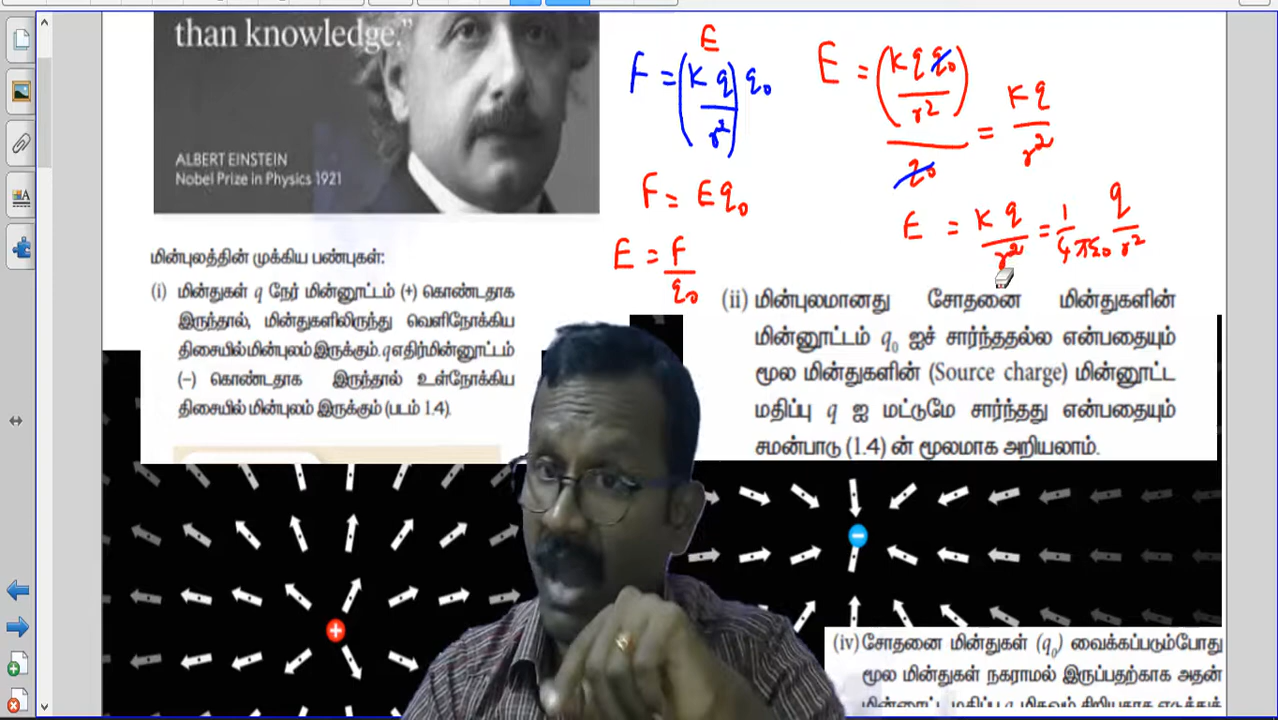 than knowledge."
ALBERT EINSTEIN
Nobel Prize in Physics 1921
E
F = (K q / r²) q₀
F = E q₀
E = F / q₀
E = (K q q₀ / r²) / q₀ = K q / r²
E = K q / r² = 1 / 4πε₀ q / r²
மின்புலத்தின் முக்கிய பண்புகள்:
(i) மின்துகள் q நேர் மின்னூட்டம் (+) கொண்டதாக
இருந்தால், மின்துகளிலிருந்து வெளிநோக்கிய
திசையில் மின்புலம் இருக்கும். q எதிர்மின்னூட்டம்
(–) கொண்டதாக இருந்தால் உள்நோக்கிய
திசையில் மின்புலம் இருக்கும் (படம் 1.4).
(ii) மின்புலமானது சோதனை மின்துகளின்
மின்னூட்டம் q₀ ஐச் சார்ந்ததல்ல என்பதையும்
மூல மின்துகளின் (Source charge) மின்னூட்ட
மதிப்பு q ஐ மட்டுமே சார்ந்தது என்பதையும்
சமன்பாடு (1.4) ன் மூலமாக அறியலாம்.
+
−
(iv) சோதனை மின்துகள் (q₀) வைக்கப்படும்போது
மூல மின்துகள் நகராமல் இருப்பதற்காக அதன்